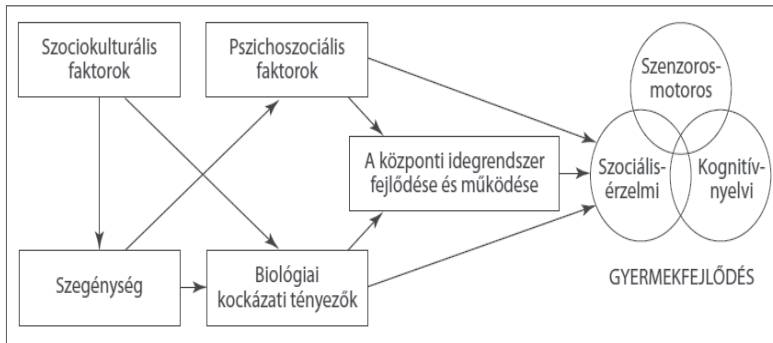 Szociokulturális
faktorok
Pszichoszociális
faktorok
Szenzoros-
motoros
A központi idegrendszer
fejlődése és működése
Szociális-
érzelmi
Kognitív-
nyelvi
Szegénység
Biológiai
kockázati tényezők
GYERMEKFEJLŐDÉS